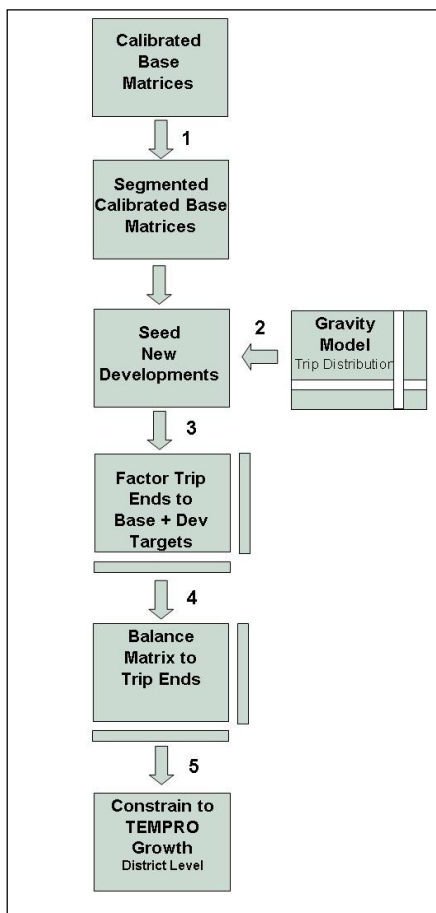 Calibrated
Base
Matrices
1
Segmented
Calibrated Base
Matrices
Seed
New
Developments
2
Gravity
Model
Trip Distribution
3
Factor Trip
Ends to
Base + Dev
Targets
4
Balance
Matrix to
Trip Ends
5
Constrain to
TEMPRO
Growth
District Level